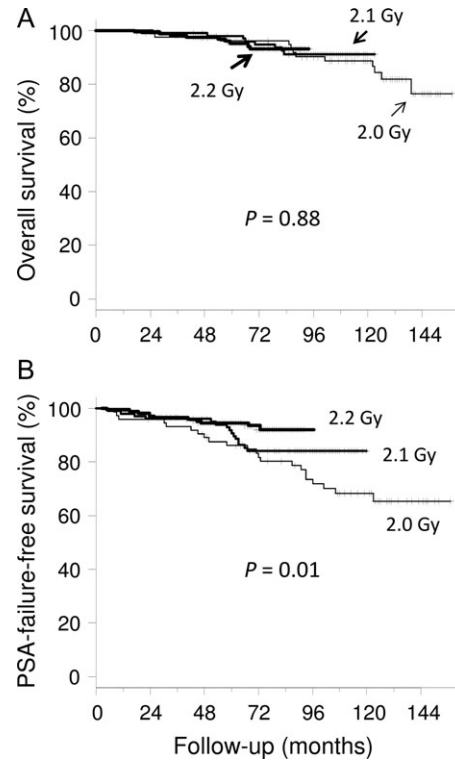 A
Overall survival (%)
100
80
60
40
20
0
2.1 Gy
2.2 Gy
2.0 Gy
P = 0.88
0 24 48 72 96 120 144
B
PSA-failure-free survival (%)
100
80
60
40
20
0
2.2 Gy
2.1 Gy
2.0 Gy
P = 0.01
0 24 48 72 96 120 144
Follow-up (months)